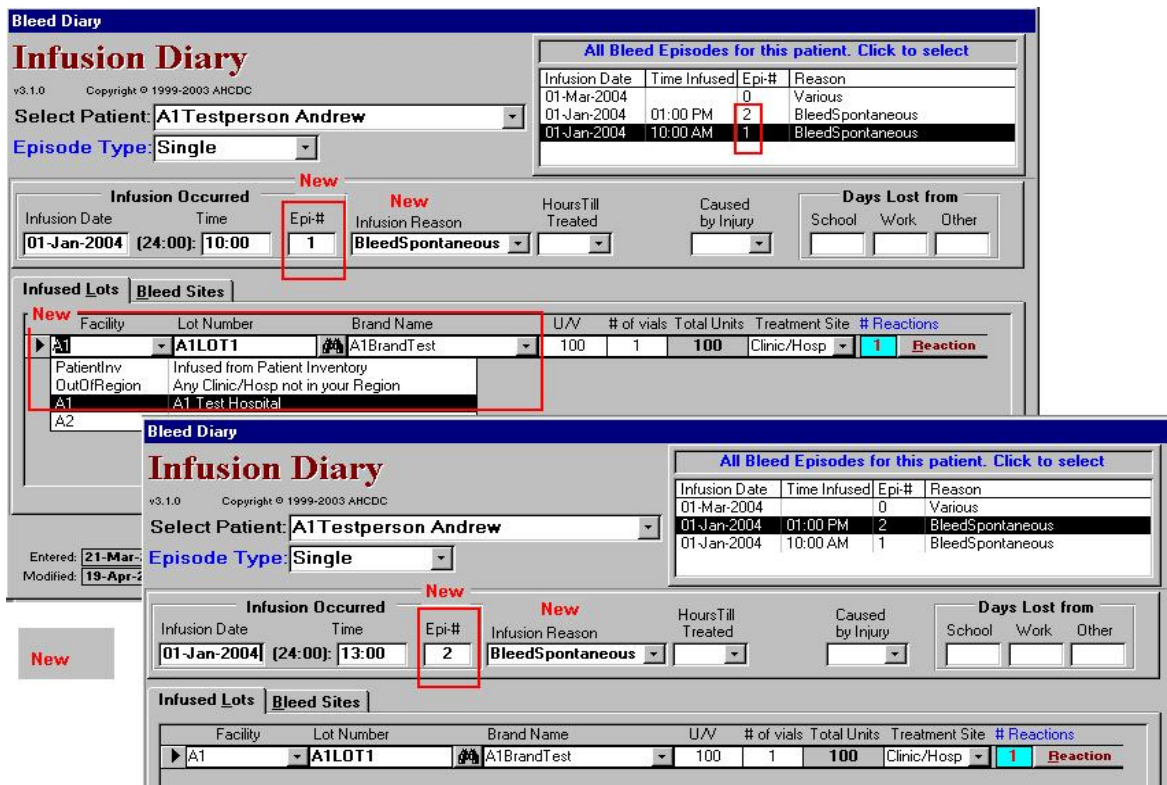 Bleed Diary
Infusion Diary
v3.1.0 Copyright © 1999-2003 AHCDC
Select Patient: A1Testperson Andrew
Episode Type: Single
All Bleed Episodes for this patient. Click to select
Infusion Date Time Infused Epi-# Reason
01-Mar-2004 0 Various
01-Jan-2004 01:00 PM 2 BleedSpontaneous
01-Jan-2004 10:00 AM 1 BleedSpontaneous
New
Infusion Occurred
New
Days Lost from
Infusion Date Time Epi-# Infusion Reason HoursTill Treated Caused by Injury School Work Other
01-Jan-2004 (24:00): 10:00 1 BleedSpontaneous
Infused Lots Bleed Sites
New
Facility Lot Number Brand Name U/V # of vials Total Units Treatment Site # Reactions
A1 A1LOT1 A1BrandTest 100 1 100 Clinic/Hosp 1 Reaction
PatientInv Infused from Patient Inventory
OutOfRegion Any Clinic/Hosp not in your Region
A1 A1 Test Hospital
A2
Entered: 21-Mar-
Modified: 19-Apr-
New
Bleed Diary
Infusion Diary
v3.1.0 Copyright © 1999-2003 AHCDC
Select Patient: A1Testperson Andrew
Episode Type: Single
All Bleed Episodes for this patient. Click to select
Infusion Date Time Infused Epi-# Reason
01-Mar-2004 0 Various
01-Jan-2004 01:00 PM 2 BleedSpontaneous
01-Jan-2004 10:00 AM 1 BleedSpontaneous
New
Infusion Occurred
New
Days Lost from
Infusion Date Time Epi-# Infusion Reason HoursTill Treated Caused by Injury School Work Other
01-Jan-2004 (24:00): 13:00 2 BleedSpontaneous
Infused Lots Bleed Sites
Facility Lot Number Brand Name U/V # of vials Total Units Treatment Site # Reactions
A1 A1LOT1 A1BrandTest 100 1 100 Clinic/Hosp 1 Reaction